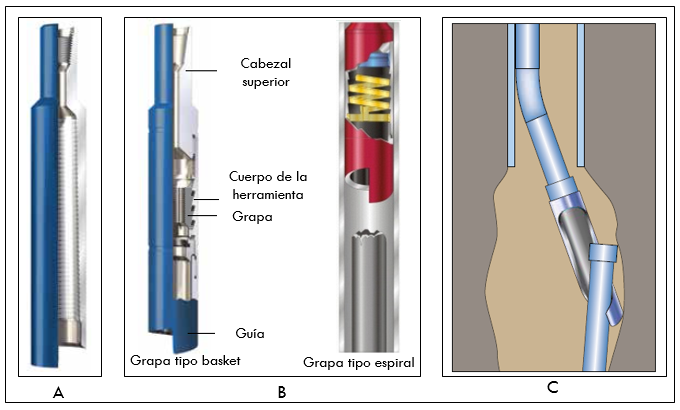 Cabezal
superior
Cuerpo de la
herramienta
Grapa
Guía
Grapa tipo basket
Grapa tipo espiral
A
B
C